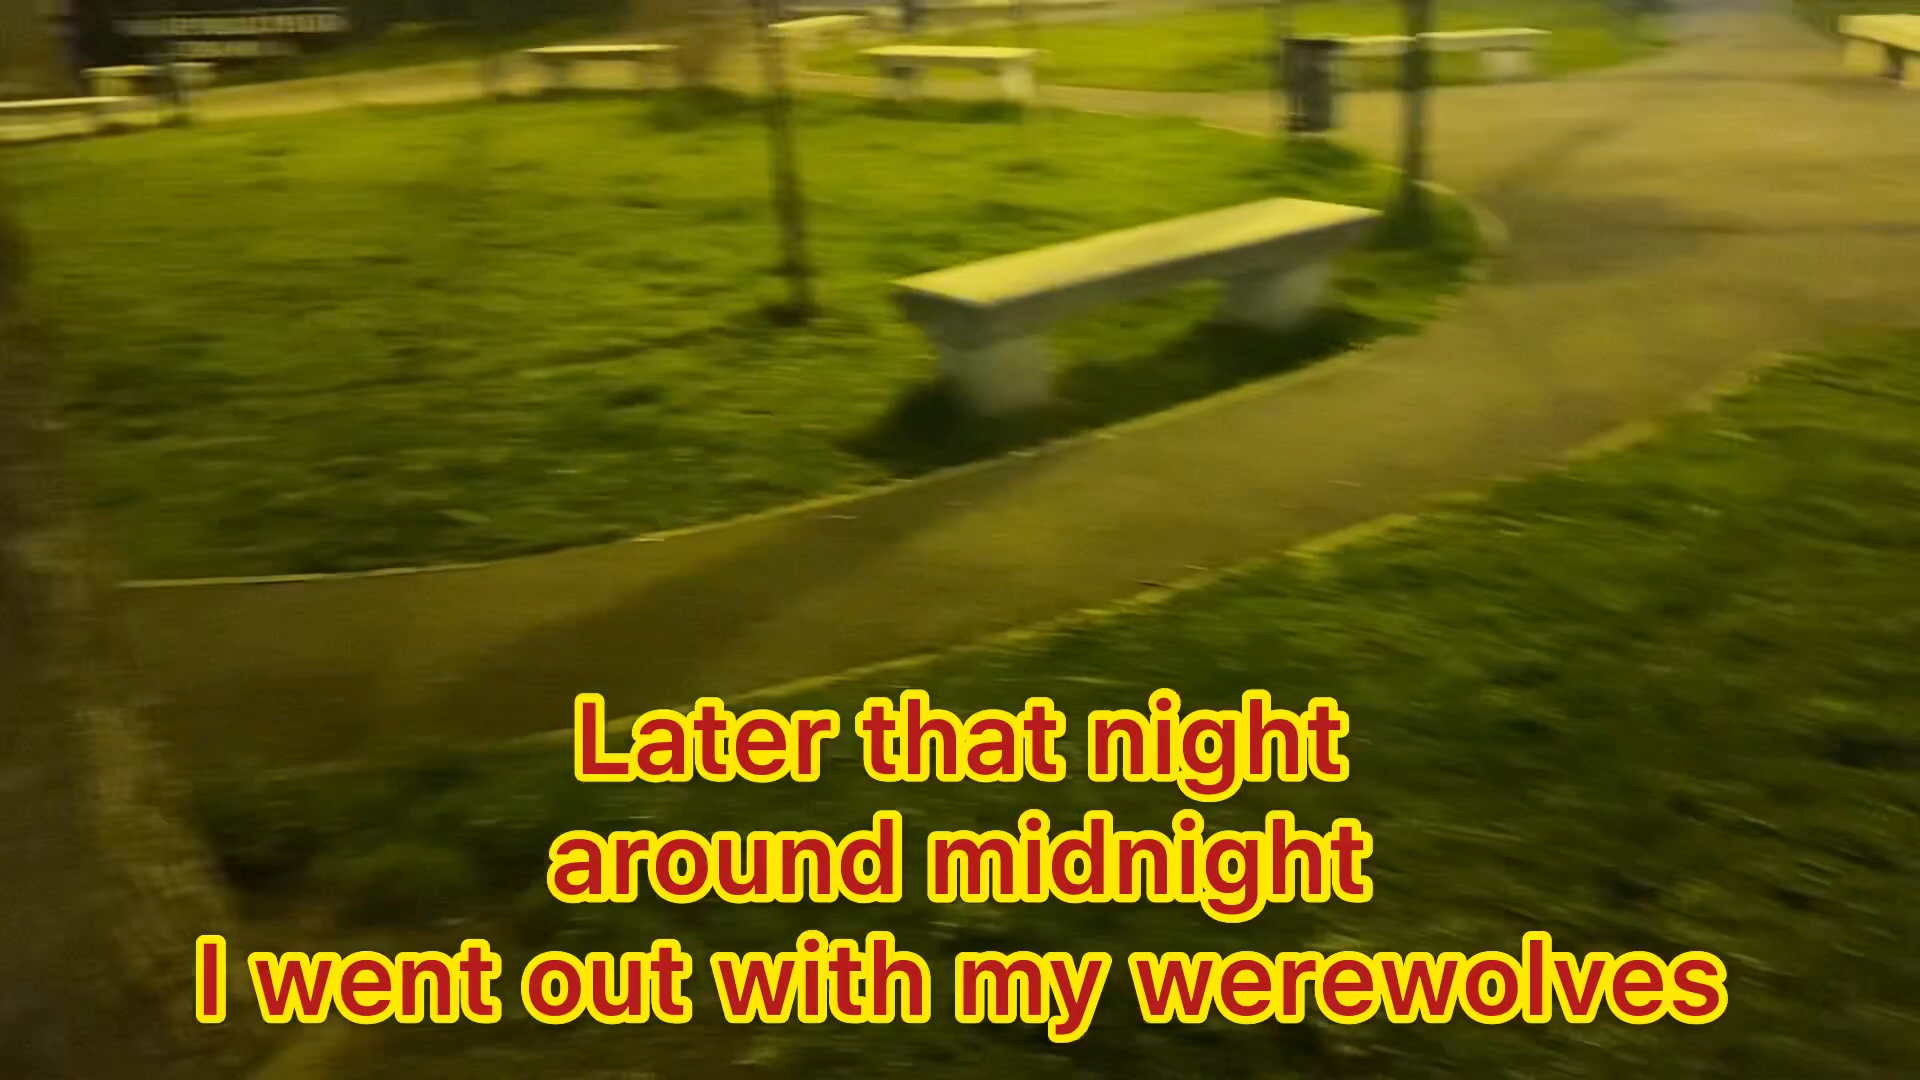 Later that night
around midnight
I went out with my werewolves